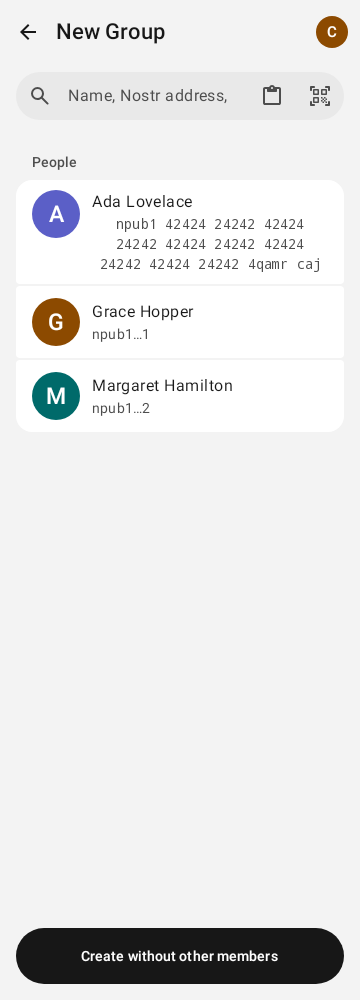 New Group
C
Name, Nostr address,
People
A
Ada Lovelace
npub1 42424 24242 42424
24242 42424 24242 42424
24242 42424 24242 4qamr caj
G
Grace Hopper
npub1…1
M
Margaret Hamilton
npub1…2
Create without other members